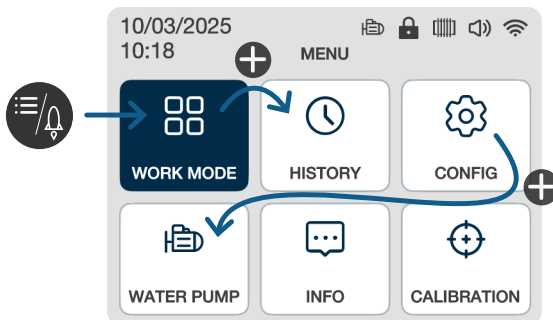 10/03/2025
10:18
MENU
WORK MODE
HISTORY
CONFIG
WATER PUMP
INFO
CALIBRATION